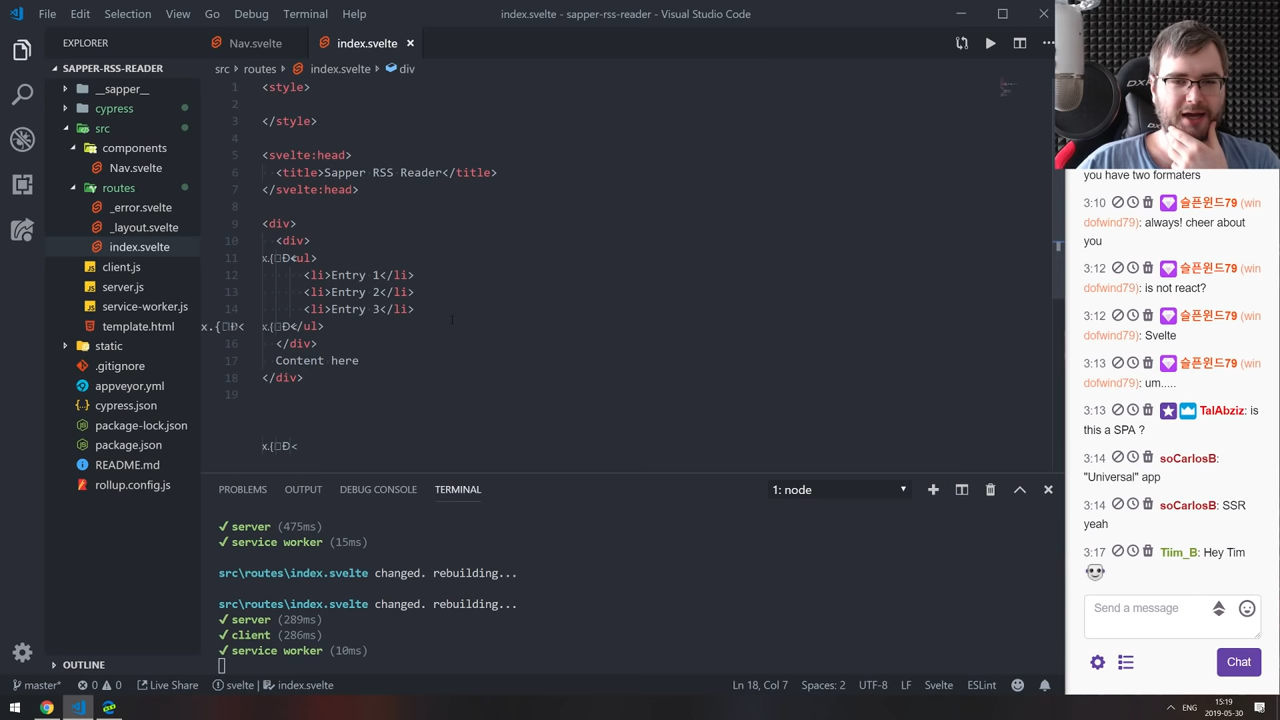 File Edit Selection View Go Debug Terminal Help
index.svelte - sapper-rss-reader - Visual Studio Code
EXPLORER
SAPPER-RSS-READER
__sapper__
cypress
src
components
Nav.svelte
routes
_error.svelte
_layout.svelte
index.svelte
client.js
server.js
service-worker.js
template.html
static
.gitignore
appveyor.yml
cypress.json
package-lock.json
package.json
README.md
rollup.config.js
OUTLINE
Nav.svelte index.svelte
src › routes › index.svelte › div
1 <style>
2
3 </style>
4
5 <svelte:head>
6 <title>Sapper RSS Reader</title>
7 </svelte:head>
8
9 <div>
10 <div>
11 <ul>
12 <li>Entry 1</li>
13 <li>Entry 2</li>
14 <li>Entry 3</li>
</ul>
16 </div>
17 Content here
18 </div>
19
PROBLEMS OUTPUT DEBUG CONSOLE TERMINAL
1: node
✓ server (475ms)
✓ service worker (15ms)
src\routes\index.svelte changed. rebuilding...
src\routes\index.svelte changed. rebuilding...
✓ server (289ms)
✓ client (286ms)
✓ service worker (10ms)
master* 0 0 Live Share svelte | index.svelte
Ln 18, Col 7 Spaces: 2 UTF-8 LF Svelte ESLint
DX
you have two formaters
3:10 슬픈윈드79 (win
dofwind79): always! cheer about
you
3:12 슬픈윈드79 (win
dofwind79): is not react?
3:12 슬픈윈드79 (win
dofwind79): Svelte
3:13 슬픈윈드79 (win
dofwind79): um.....
3:13 TalAbziz: is
this a SPA ?
3:14 soCarlosB:
"Universal" app
3:14 soCarlosB: SSR
yeah
3:17 Tiim_B: Hey Tim
Send a message
Chat
ENG
15:19
2019-05-30